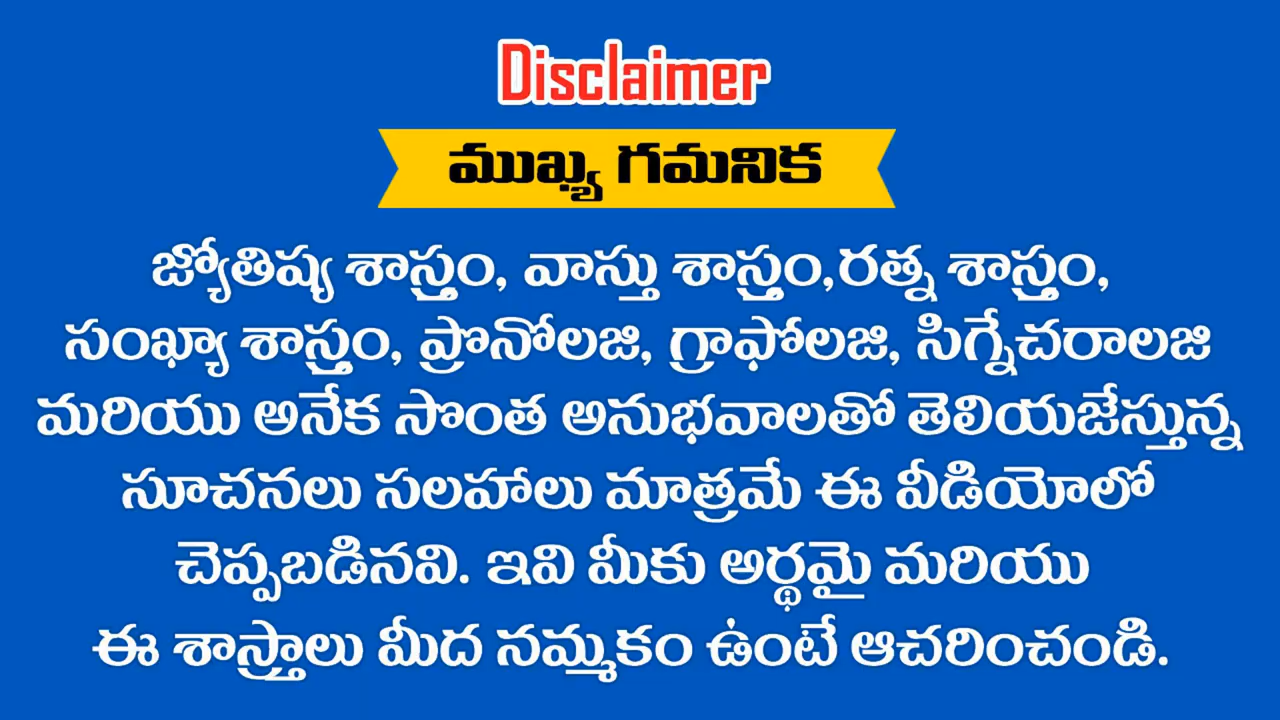 Disclaimer
ముఖ్య గమనిక
జ్యోతిష్య శాస్త్రం, వాస్తు శాస్త్రం,రత్న శాస్త్రం,
సంఖ్యా శాస్త్రం, ప్రొనోలజి, గ్రాఫోలజి, సిగ్నేచరాలజి
మరియు అనేక సొంత అనుభవాలతో తెలియజేస్తున్న
సూచనలు సలహాలు మాత్రమే ఈ వీడియోలో
చెప్పబడినవి. ఇవి మీకు అర్థమై మరియు
ఈ శాస్త్రాలు మీద నమ్మకం ఉంటే ఆచరించండి.